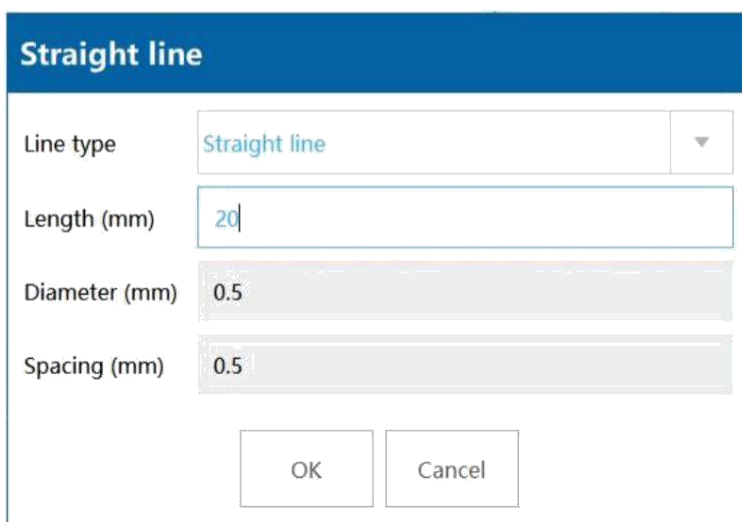 Straight line
Line type Straight line
Length (mm) 20
Diameter (mm) 0.5
Spacing (mm) 0.5
OK Cancel